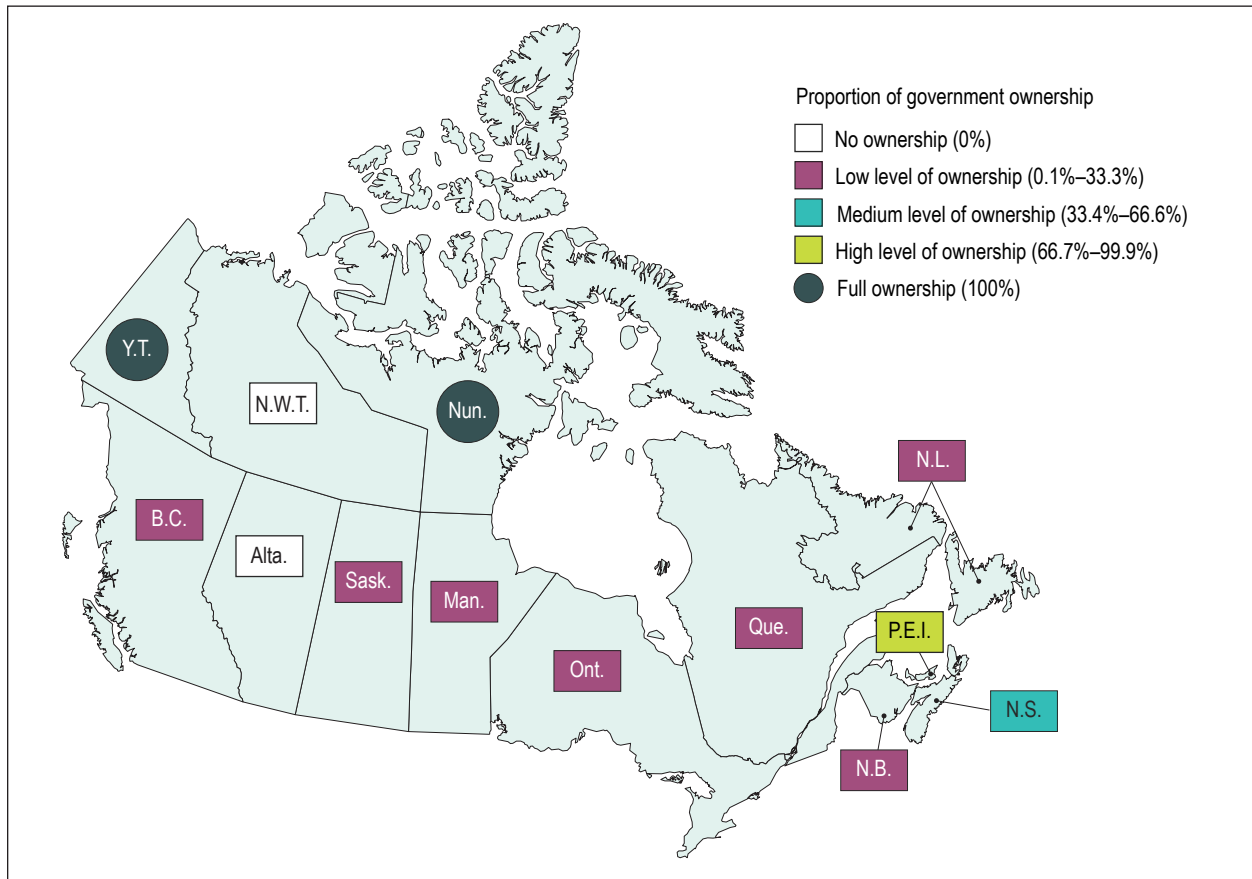 Proportion of government ownership
No ownership (0%)
Low level of ownership (0.1%–33.3%)
Medium level of ownership (33.4%–66.6%)
High level of ownership (66.7%–99.9%)
Full ownership (100%)
Y.T.
N.W.T.
Nun.
N.L.
B.C.
Alta.
Sask.
Man.
Que.
P.E.I.
Ont.
N.S.
N.B.